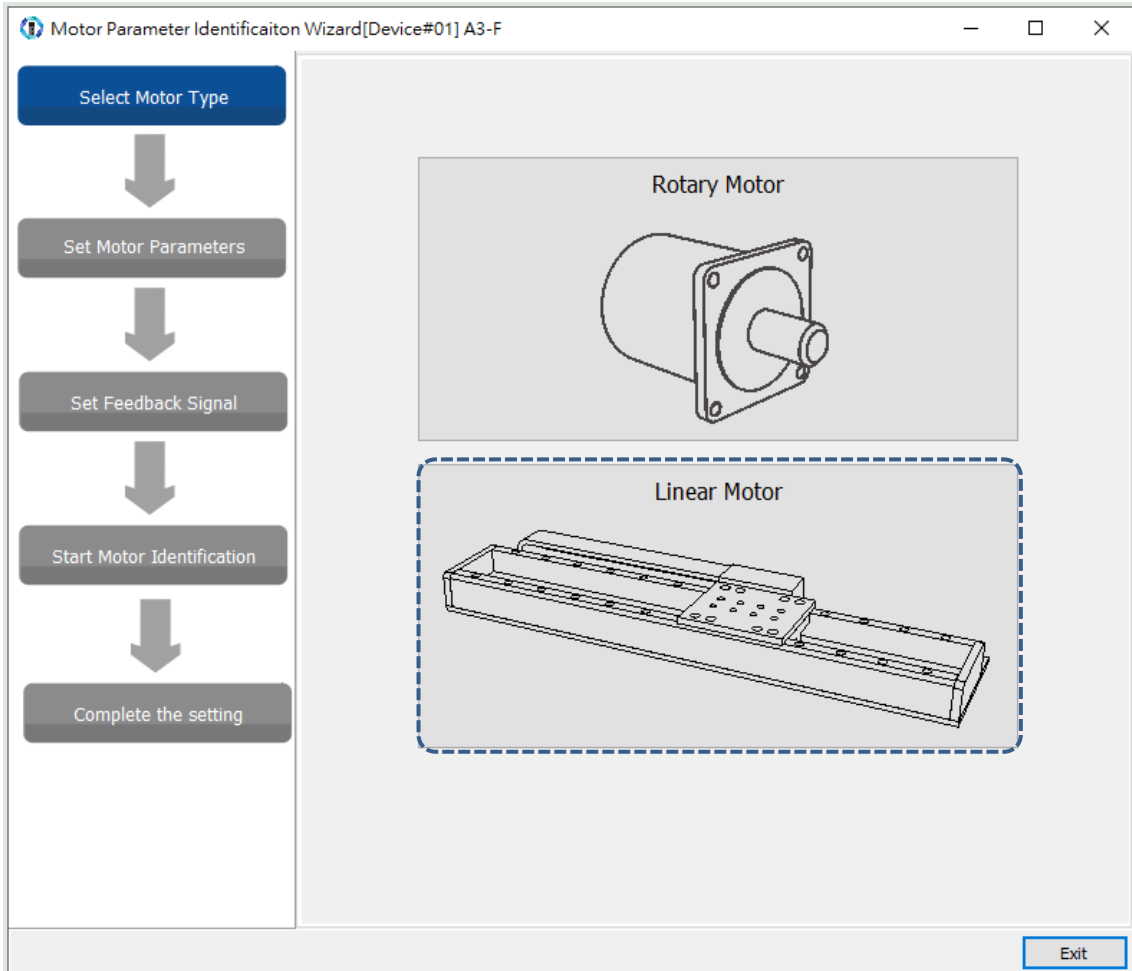 Motor Parameter Identificaiton Wizard[Device#01] A3-F
Select Motor Type
Set Motor Parameters
Set Feedback Signal
Start Motor Identification
Complete the setting
Rotary Motor
Linear Motor
Exit